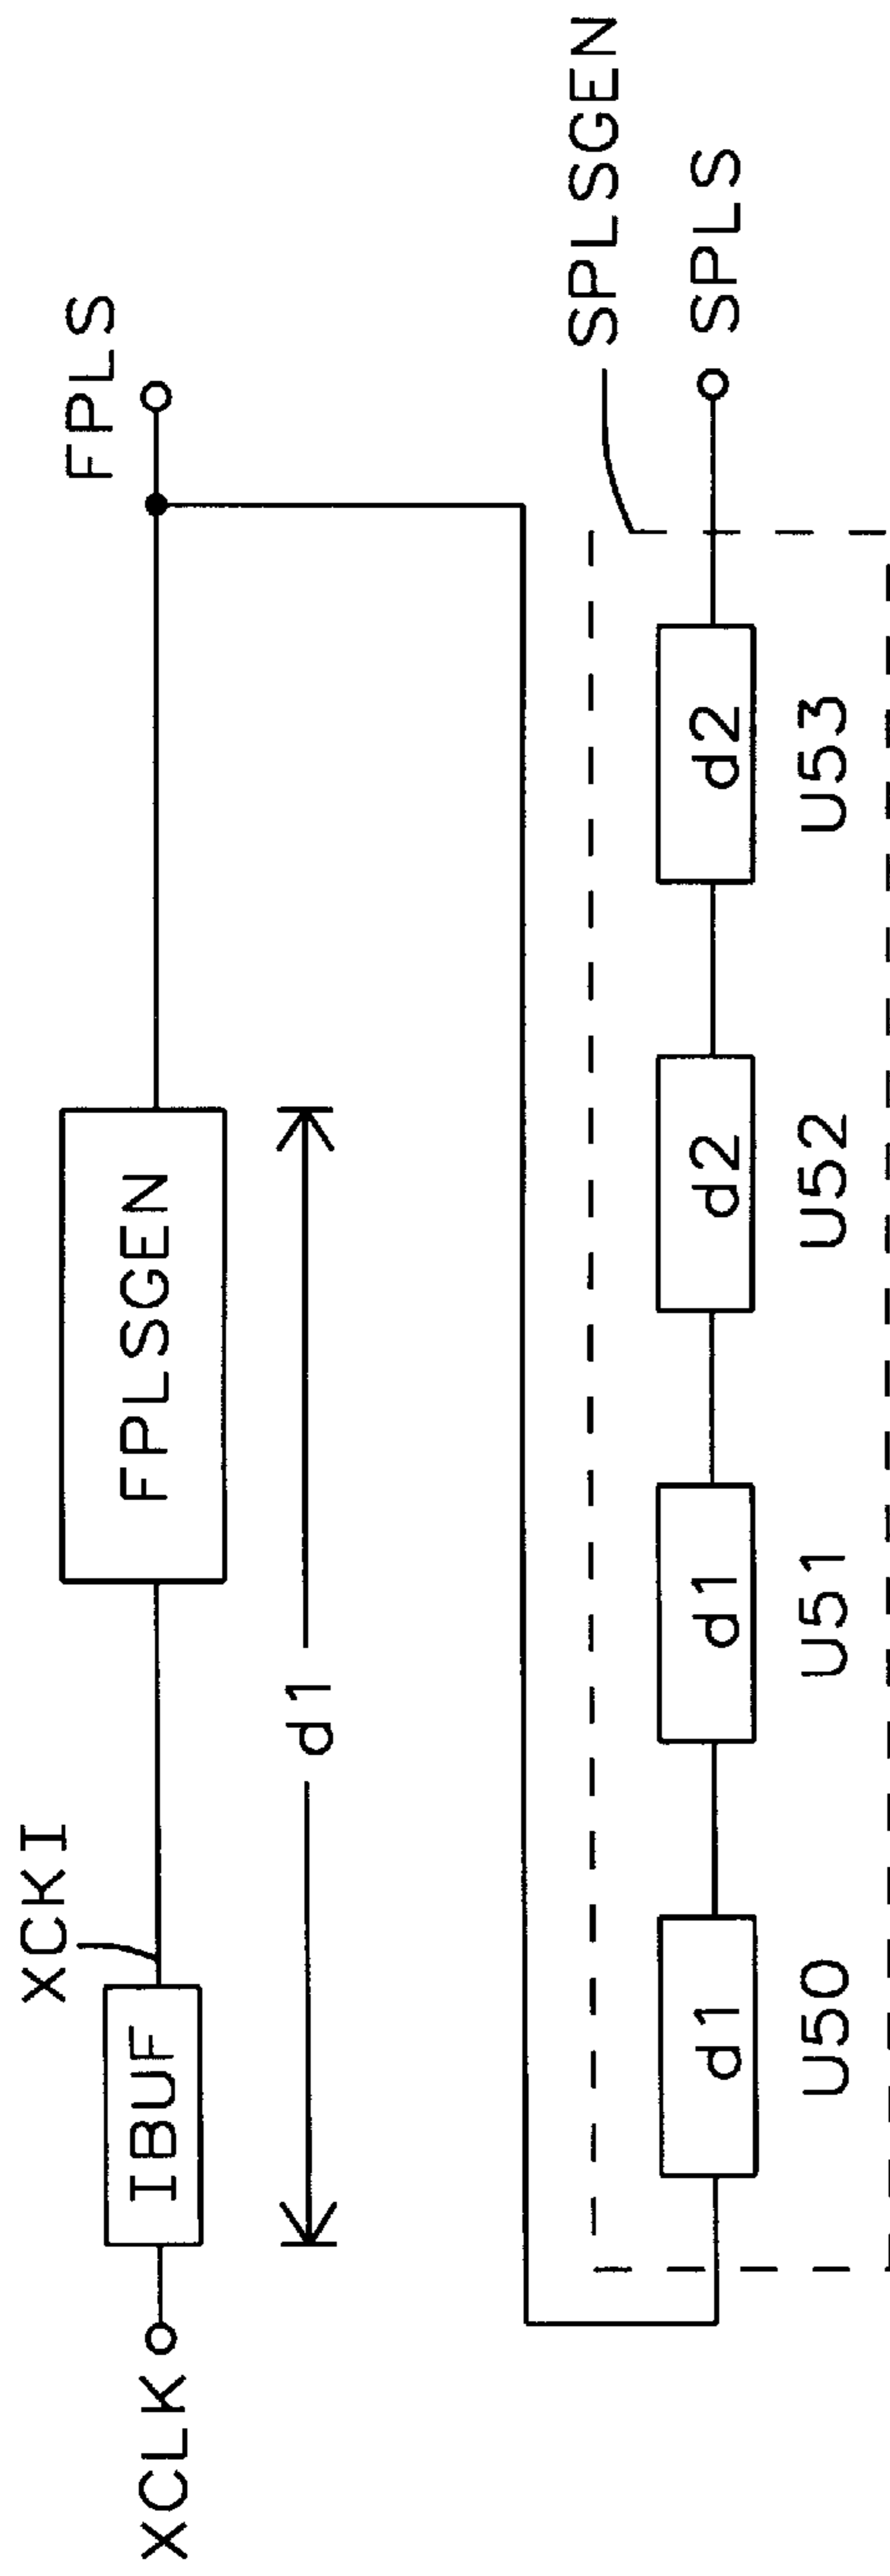 XCKI
FPLS
XCLK
IBUF
FPLSGEN
d1
SPLSGEN
d1
d1
d2
d2
SPLS
U50
U51
U52
U53